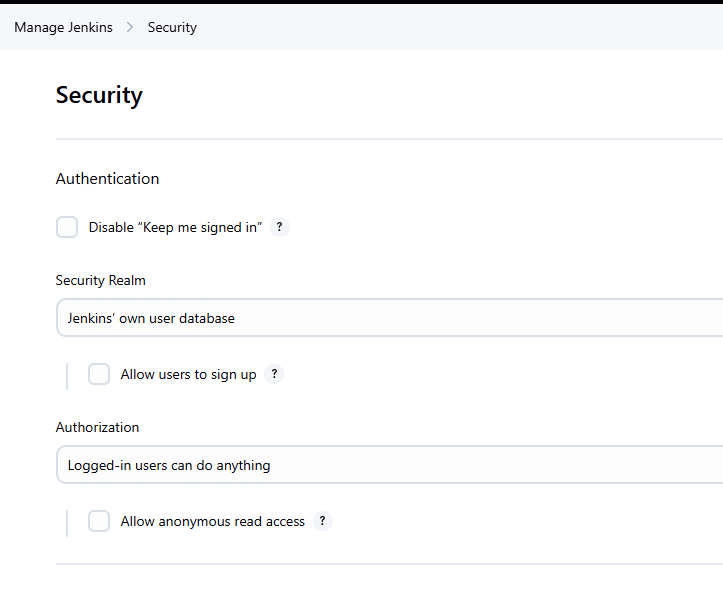 Manage Jenkins > Security
Security
Authentication
Disable “Keep me signed in” ?
Security Realm
Jenkins’ own user database
Allow users to sign up ?
Authorization
Logged-in users can do anything
Allow anonymous read access ?